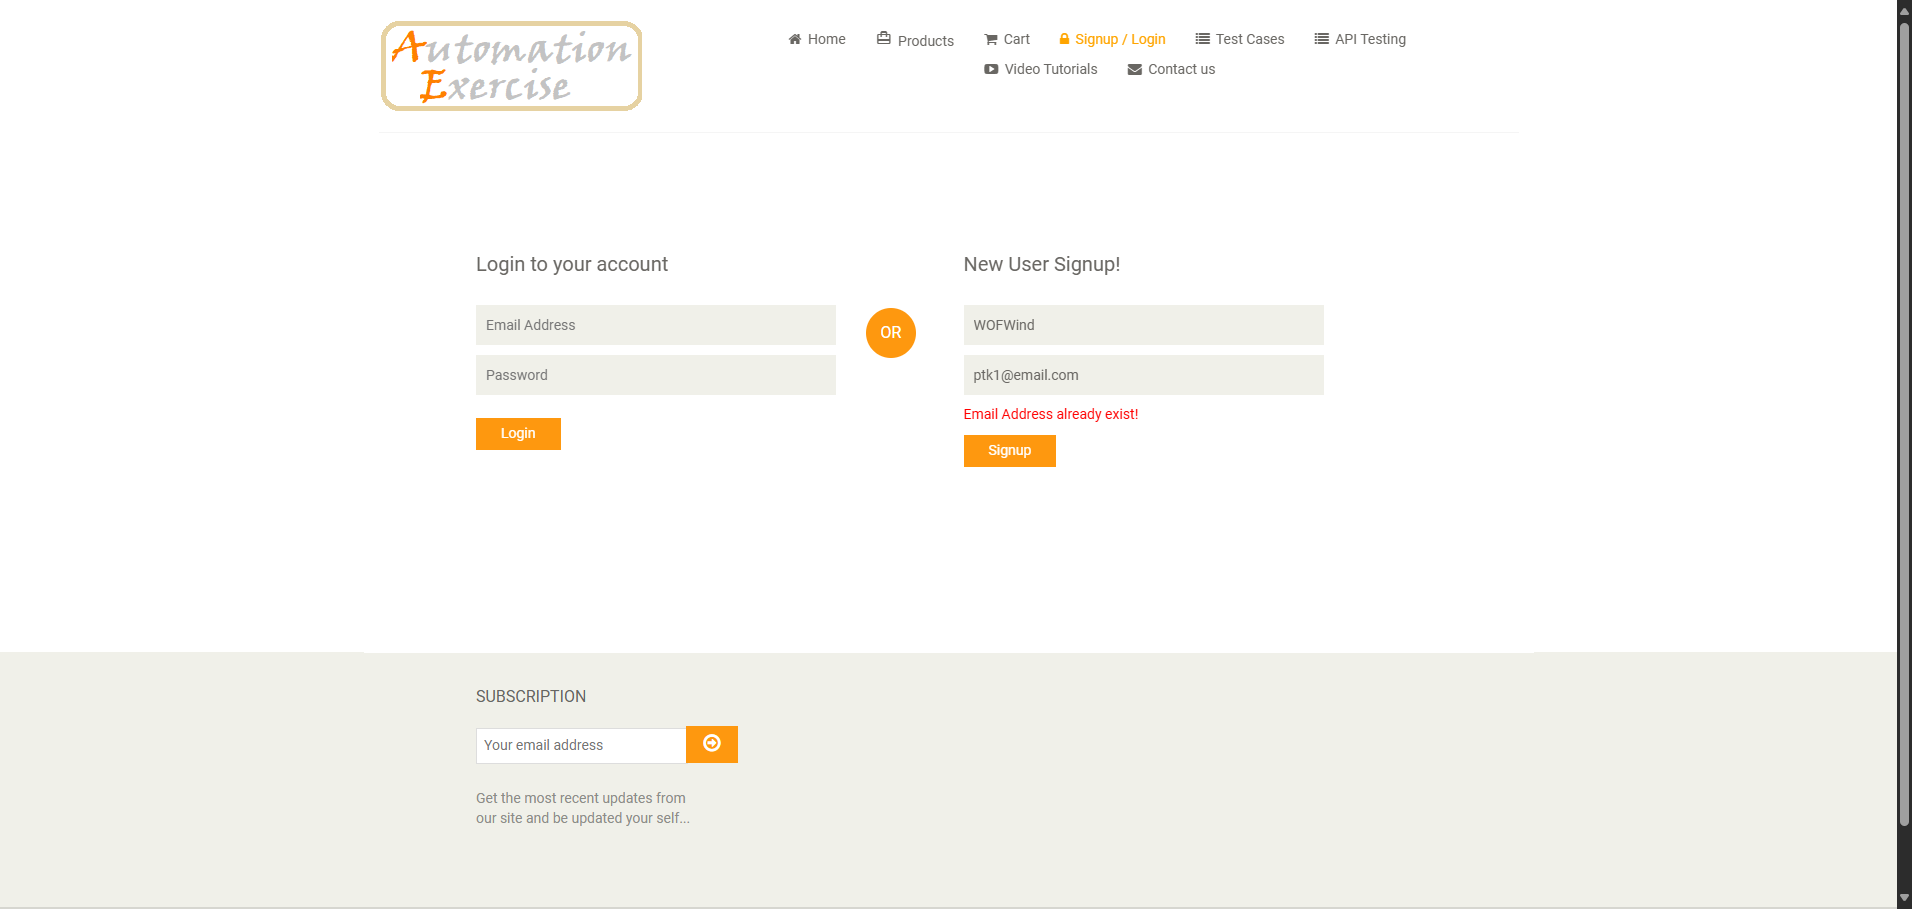 Automation
Exercise
Home Products Cart Signup / Login Test Cases API Testing
Video Tutorials Contact us
Login to your account
Email Address
Password
Login
OR
New User Signup!
WOFWind
ptk1@email.com
Email Address already exist!
Signup
SUBSCRIPTION
Your email address
Get the most recent updates from
our site and be updated your self...